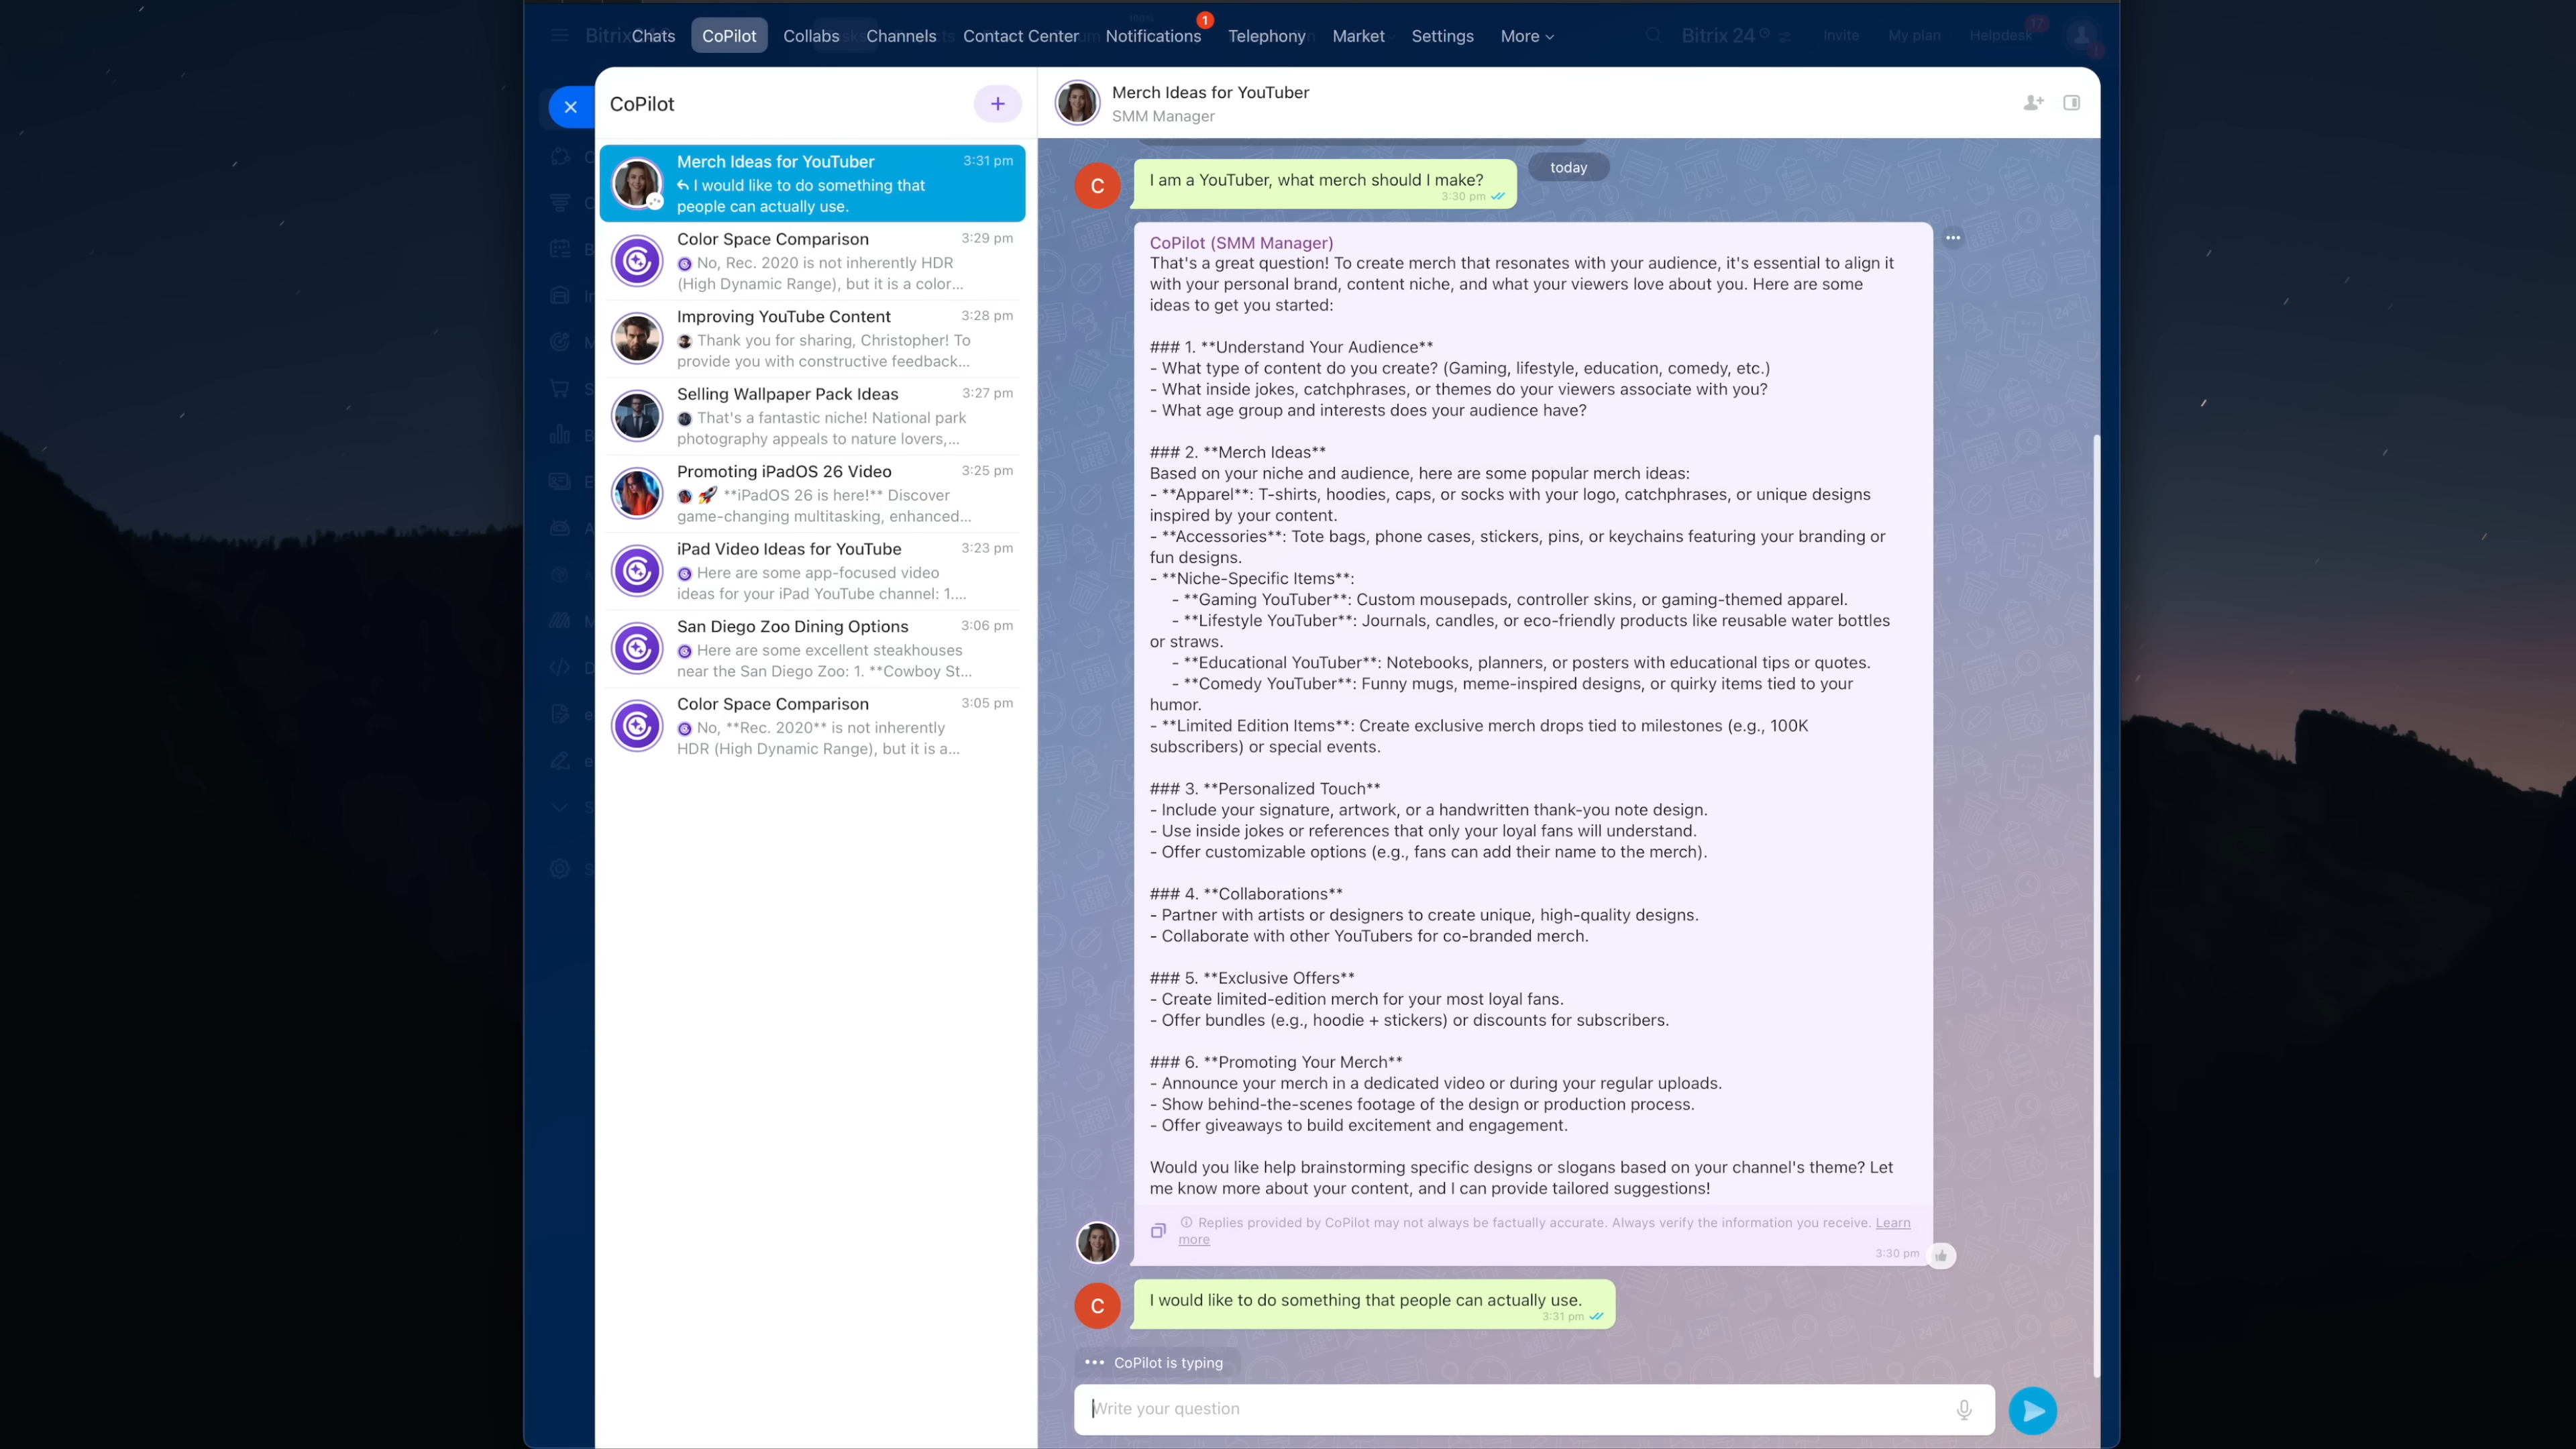 Bitrix
Chats
CoPilot
Collabs
Channels
Contact Center
Notifications
1
Telephony
Market
Settings
More
Bitrix 24
Invite
My plan
Helpdesk
17
CoPilot
+
Merch Ideas for YouTuber
3:31 pm
I would like to do something that
people can actually use.
Color Space Comparison
3:29 pm
No, Rec. 2020 is not inherently HDR
(High Dynamic Range), but it is a color...
Improving YouTube Content
3:28 pm
Thank you for sharing, Christopher! To
provide you with constructive feedback...
Selling Wallpaper Pack Ideas
3:27 pm
That's a fantastic niche! National park
photography appeals to nature lovers,...
Promoting iPadOS 26 Video
3:25 pm
🚀 **iPadOS 26 is here!** Discover
game-changing multitasking, enhanced...
iPad Video Ideas for YouTube
3:23 pm
Here are some app-focused video
ideas for your iPad YouTube channel: 1....
San Diego Zoo Dining Options
3:06 pm
Here are some excellent steakhouses
near the San Diego Zoo: 1. **Cowboy St...
Color Space Comparison
3:05 pm
No, **Rec. 2020** is not inherently
HDR (High Dynamic Range), but it is a...
Merch Ideas for YouTuber
SMM Manager
today
C
I am a YouTuber, what merch should I make?
3:30 pm
CoPilot (SMM Manager)
That's a great question! To create merch that resonates with your audience, it's essential to align it
with your personal brand, content niche, and what your viewers love about you. Here are some
ideas to get you started:
### 1. **Understand Your Audience**
- What type of content do you create? (Gaming, lifestyle, education, comedy, etc.)
- What inside jokes, catchphrases, or themes do your viewers associate with you?
- What age group and interests does your audience have?
### 2. **Merch Ideas**
Based on your niche and audience, here are some popular merch ideas:
- **Apparel**: T-shirts, hoodies, caps, or socks with your logo, catchphrases, or unique designs
inspired by your content.
- **Accessories**: Tote bags, phone cases, stickers, pins, or keychains featuring your branding or
fun designs.
- **Niche-Specific Items**:
- **Gaming YouTuber**: Custom mousepads, controller skins, or gaming-themed apparel.
- **Lifestyle YouTuber**: Journals, candles, or eco-friendly products like reusable water bottles
or straws.
- **Educational YouTuber**: Notebooks, planners, or posters with educational tips or quotes.
- **Comedy YouTuber**: Funny mugs, meme-inspired designs, or quirky items tied to your
humor.
- **Limited Edition Items**: Create exclusive merch drops tied to milestones (e.g., 100K
subscribers) or special events.
### 3. **Personalized Touch**
- Include your signature, artwork, or a handwritten thank-you note design.
- Use inside jokes or references that only your loyal fans will understand.
- Offer customizable options (e.g., fans can add their name to the merch).
### 4. **Collaborations**
- Partner with artists or designers to create unique, high-quality designs.
- Collaborate with other YouTubers for co-branded merch.
### 5. **Exclusive Offers**
- Create limited-edition merch for your most loyal fans.
- Offer bundles (e.g., hoodie + stickers) or discounts for subscribers.
### 6. **Promoting Your Merch**
- Announce your merch in a dedicated video or during your regular uploads.
- Show behind-the-scenes footage of the design or production process.
- Offer giveaways to build excitement and engagement.
Would you like help brainstorming specific designs or slogans based on your channel's theme? Let
me know more about your content, and I can provide tailored suggestions!
Replies provided by CoPilot may not always be factually accurate. Always verify the information you receive. Learn
more
3:30 pm
C
I would like to do something that people can actually use.
3:31 pm
CoPilot is typing
Write your question